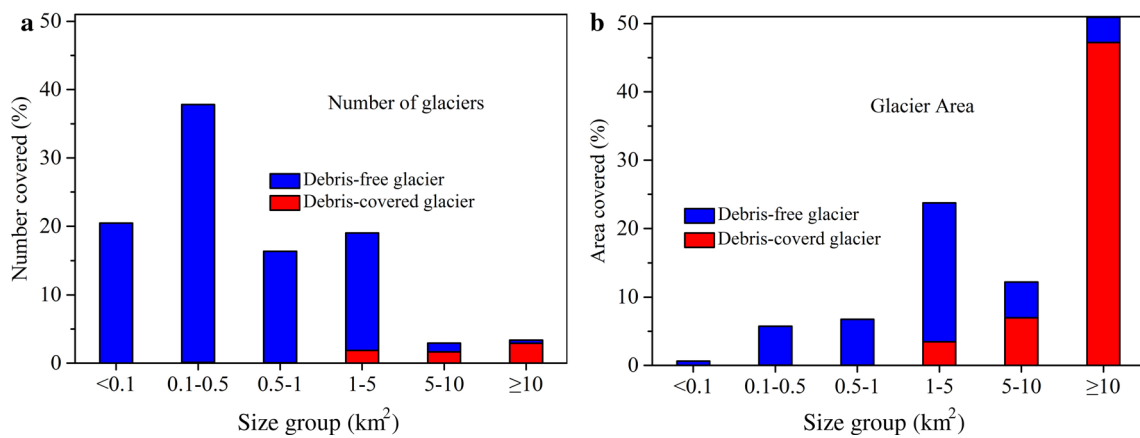 a
50
40
30
20
10
0
Number covered (%)
Number of glaciers
Debris-free glacier
Debris-covered glacier
<0.1
0.1-0.5
0.5-1
1-5
5-10
≥10
Size group (km²)
b
50
40
30
20
10
0
Area covered (%)
Glacier Area
Debris-free glacier
Debris-coverd glacier
<0.1
0.1-0.5
0.5-1
1-5
5-10
≥10
Size group (km²)